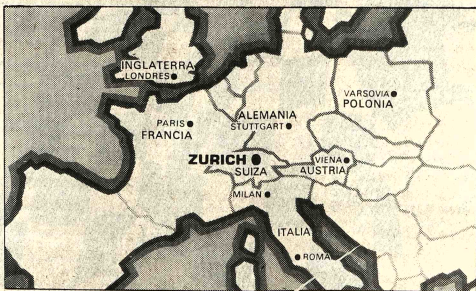 INGLATERRA
LONDRES
VARSOVIA
POLONIA
PARIS
FRANCIA
ALEMANIA
STUTTGART
ZURICH
SUIZA
VIENA
AUSTRIA
MILAN
ITALIA
ROMA